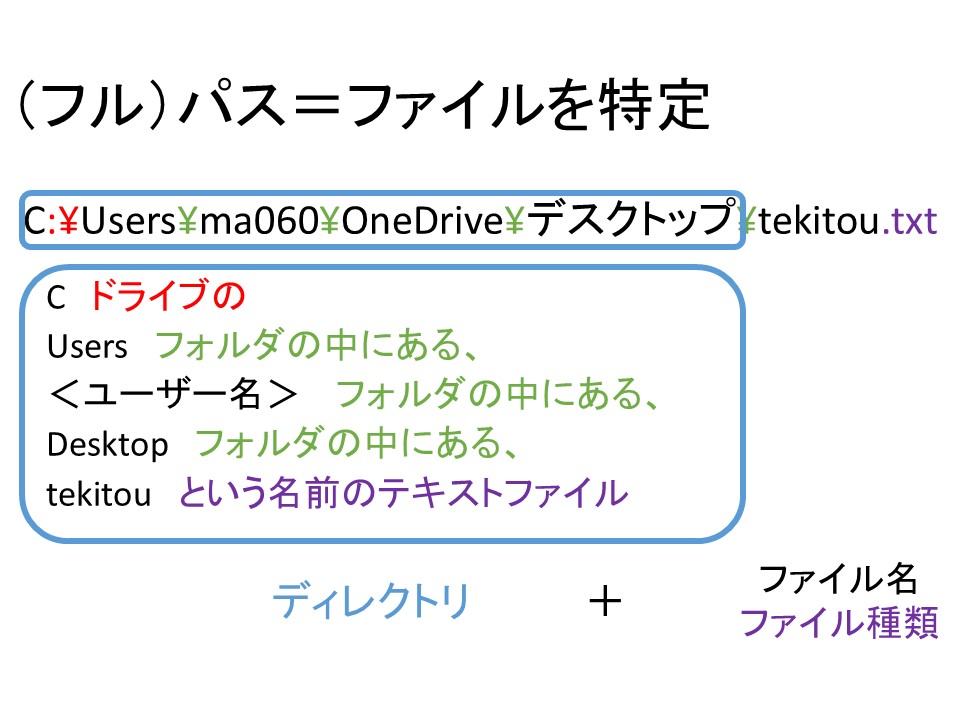 （フル）パス＝ファイルを特定
C:¥Users¥ma060¥OneDrive¥デスクトップ¥tekitou.txt
C　ドライブの
Users　フォルダの中にある、
＜ユーザー名＞　フォルダの中にある、
Desktop　フォルダの中にある、
tekitou　という名前のテキストファイル
ディレクトリ　＋　ファイル名
ファイル種類